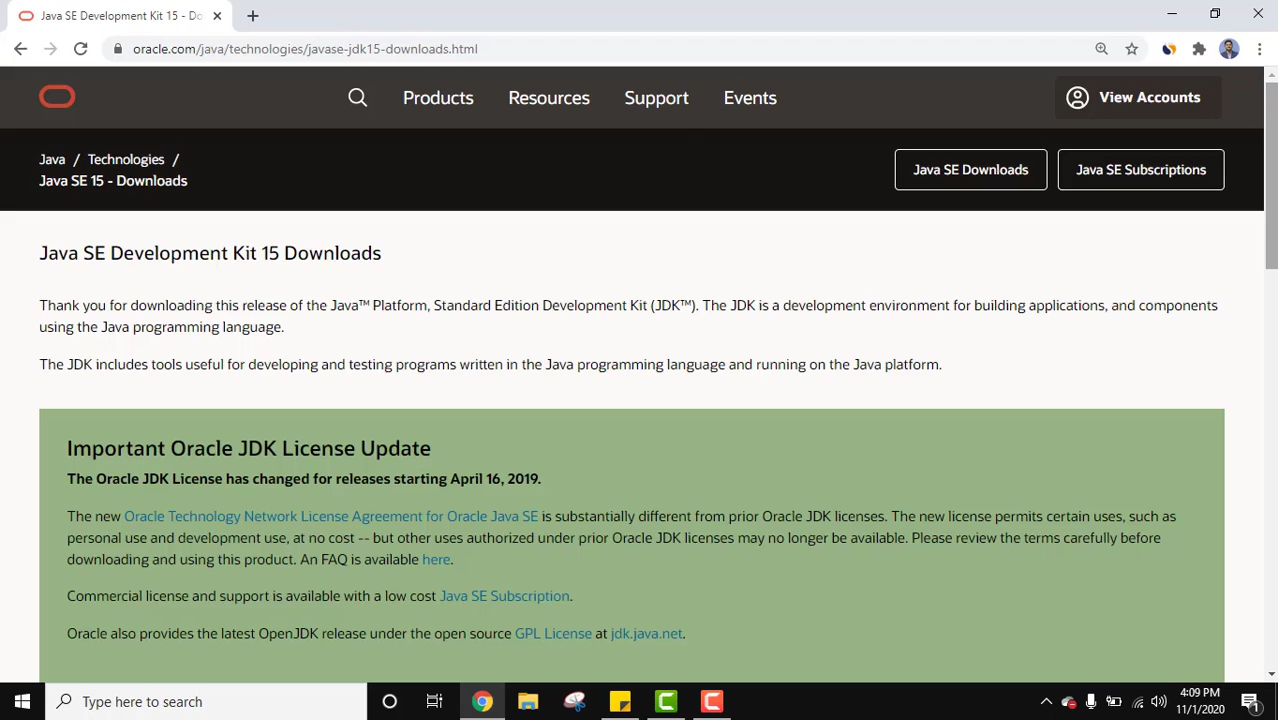 Java SE Development Kit 15 - Do
oracle.com/java/technologies/javase-jdk15-downloads.html
Products Resources Support Events View Accounts
Java / Technologies /
Java SE 15 - Downloads
Java SE Downloads Java SE Subscriptions
Java SE Development Kit 15 Downloads
Thank you for downloading this release of the Java™ Platform, Standard Edition Development Kit (JDK™). The JDK is a development environment for building applications, and components
using the Java programming language.
The JDK includes tools useful for developing and testing programs written in the Java programming language and running on the Java platform.
Important Oracle JDK License Update
The Oracle JDK License has changed for releases starting April 16, 2019.
The new Oracle Technology Network License Agreement for Oracle Java SE is substantially different from prior Oracle JDK licenses. The new license permits certain uses, such as
personal use and development use, at no cost -- but other uses authorized under prior Oracle JDK licenses may no longer be available. Please review the terms carefully before
downloading and using this product. An FAQ is available here.
Commercial license and support is available with a low cost Java SE Subscription.
Oracle also provides the latest OpenJDK release under the open source GPL License at jdk.java.net.
Type here to search
4:09 PM
11/1/2020
1